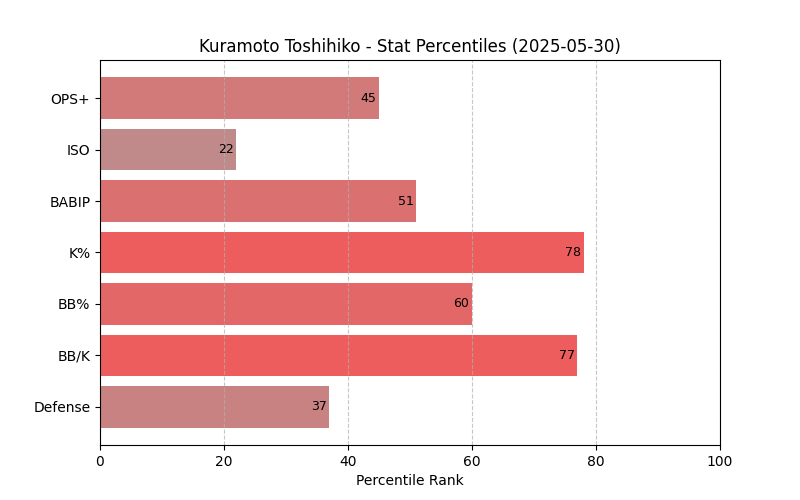 Kuramoto Toshihiko - Stat Percentiles (2025-05-30)
OPS+ 45
ISO 22
BABIP 51
K% 78
BB% 60
BB/K 77
Defense 37
0 20 40 60 80 100
Percentile Rank